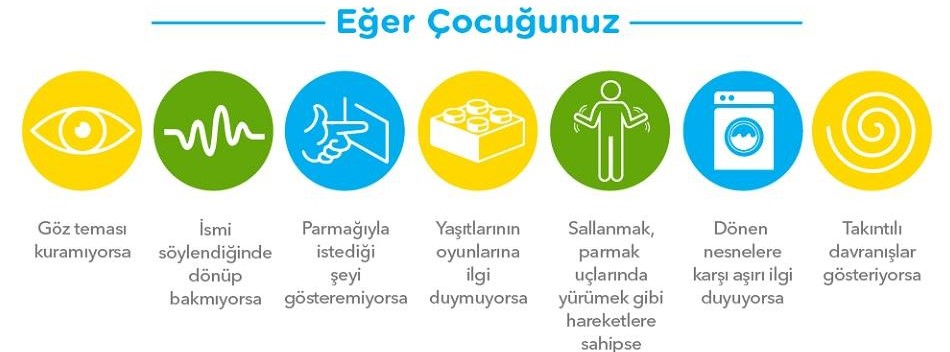 Eğer Çocuğunuz
Göz teması
kuramıyorsa
İsmi
söylendiğinde
dönüp
bakmıyorsa
Parmağıyla
istediği
şeyi
gösteremiyorsa
Yaşıtlarının
oyunlarına
ilgi
duymuyorsa
Sallanmak,
parmak
uçlarında
yürümek gibi
hareketlere
sahipse
Dönen
nesnelere
karşı aşırı ilgi
duyuyorsa
Takıntılı
davranışlar
gösteriyorsa